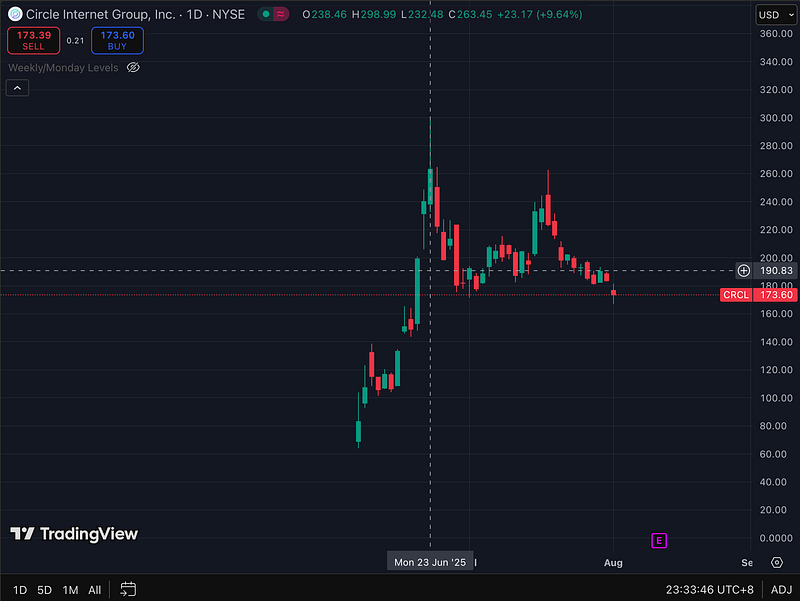 Circle Internet Group, Inc. · 1D · NYSE O238.46 H298.99 L232.48 C263.45 +23.17 (+9.64%) USD
173.39 0.21 173.60
SELL BUY
Weekly/Monday Levels
360.00
340.00
320.00
300.00
280.00
260.00
240.00
220.00
200.00
190.83
180.00
CRCL 173.60
160.00
140.00
120.00
100.00
80.00
60.00
40.00
20.00
0.0000
TradingView
E
Mon 23 Jun '25 Aug Se
1D 5D 1M All 23:33:46 UTC+8 ADJ